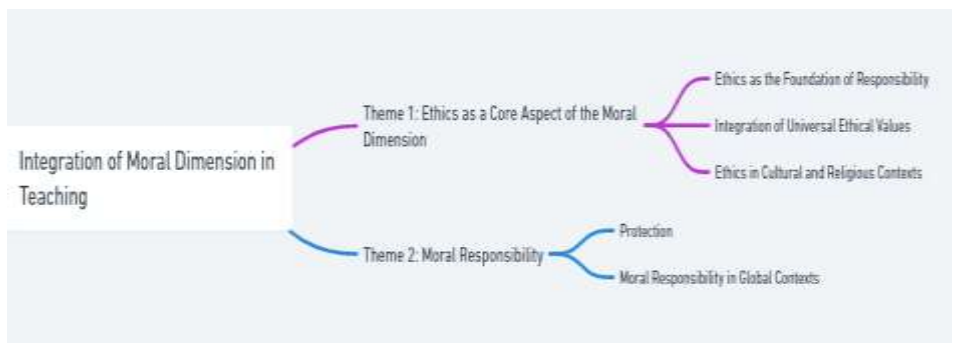 Integration of Moral Dimension in
Teaching
Theme 1: Ethics as a Core Aspect of the Moral
Dimension
Ethics as the Foundation of Responsibility
Integration of Universal Ethical Values
Ethics in Cultural and Religious Contexts
Theme 2: Moral Responsibility
Protection
Moral Responsibility in Global Contexts